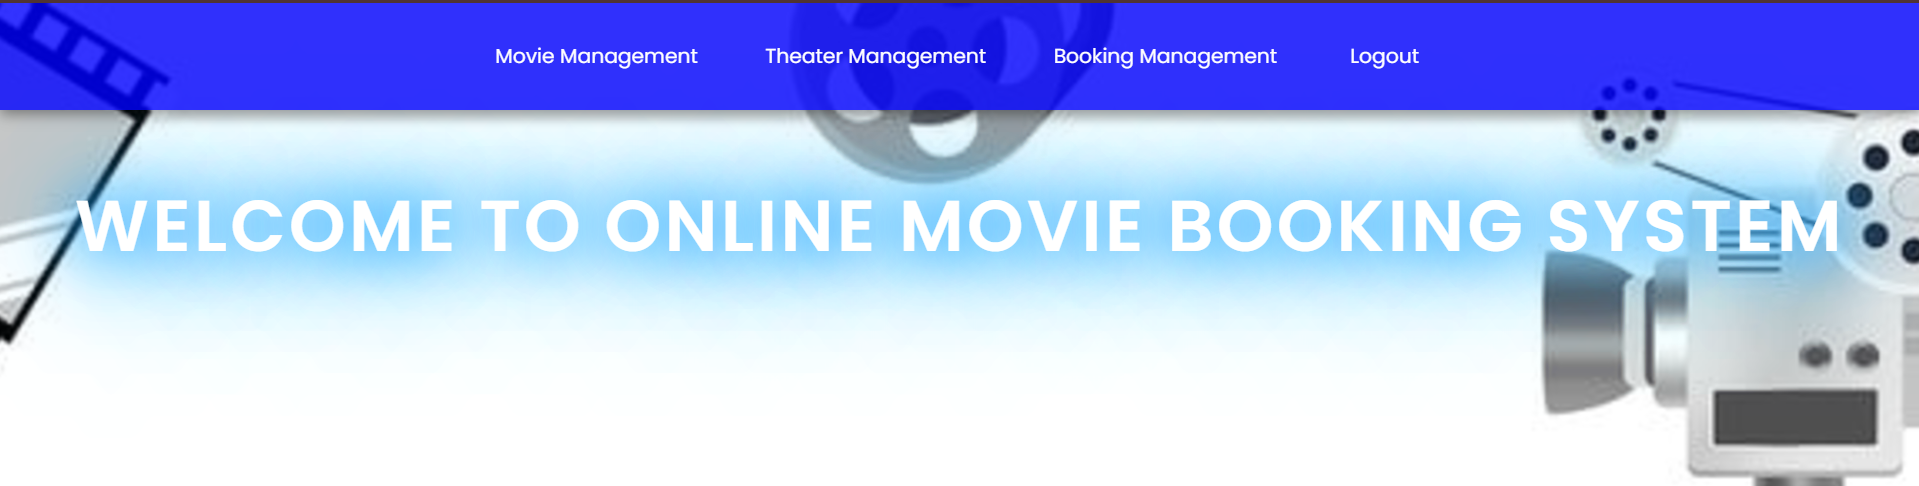 Movie Management Theater Management Booking Management Logout
WELCOME TO ONLINE MOVIE BOOKING SYSTEM